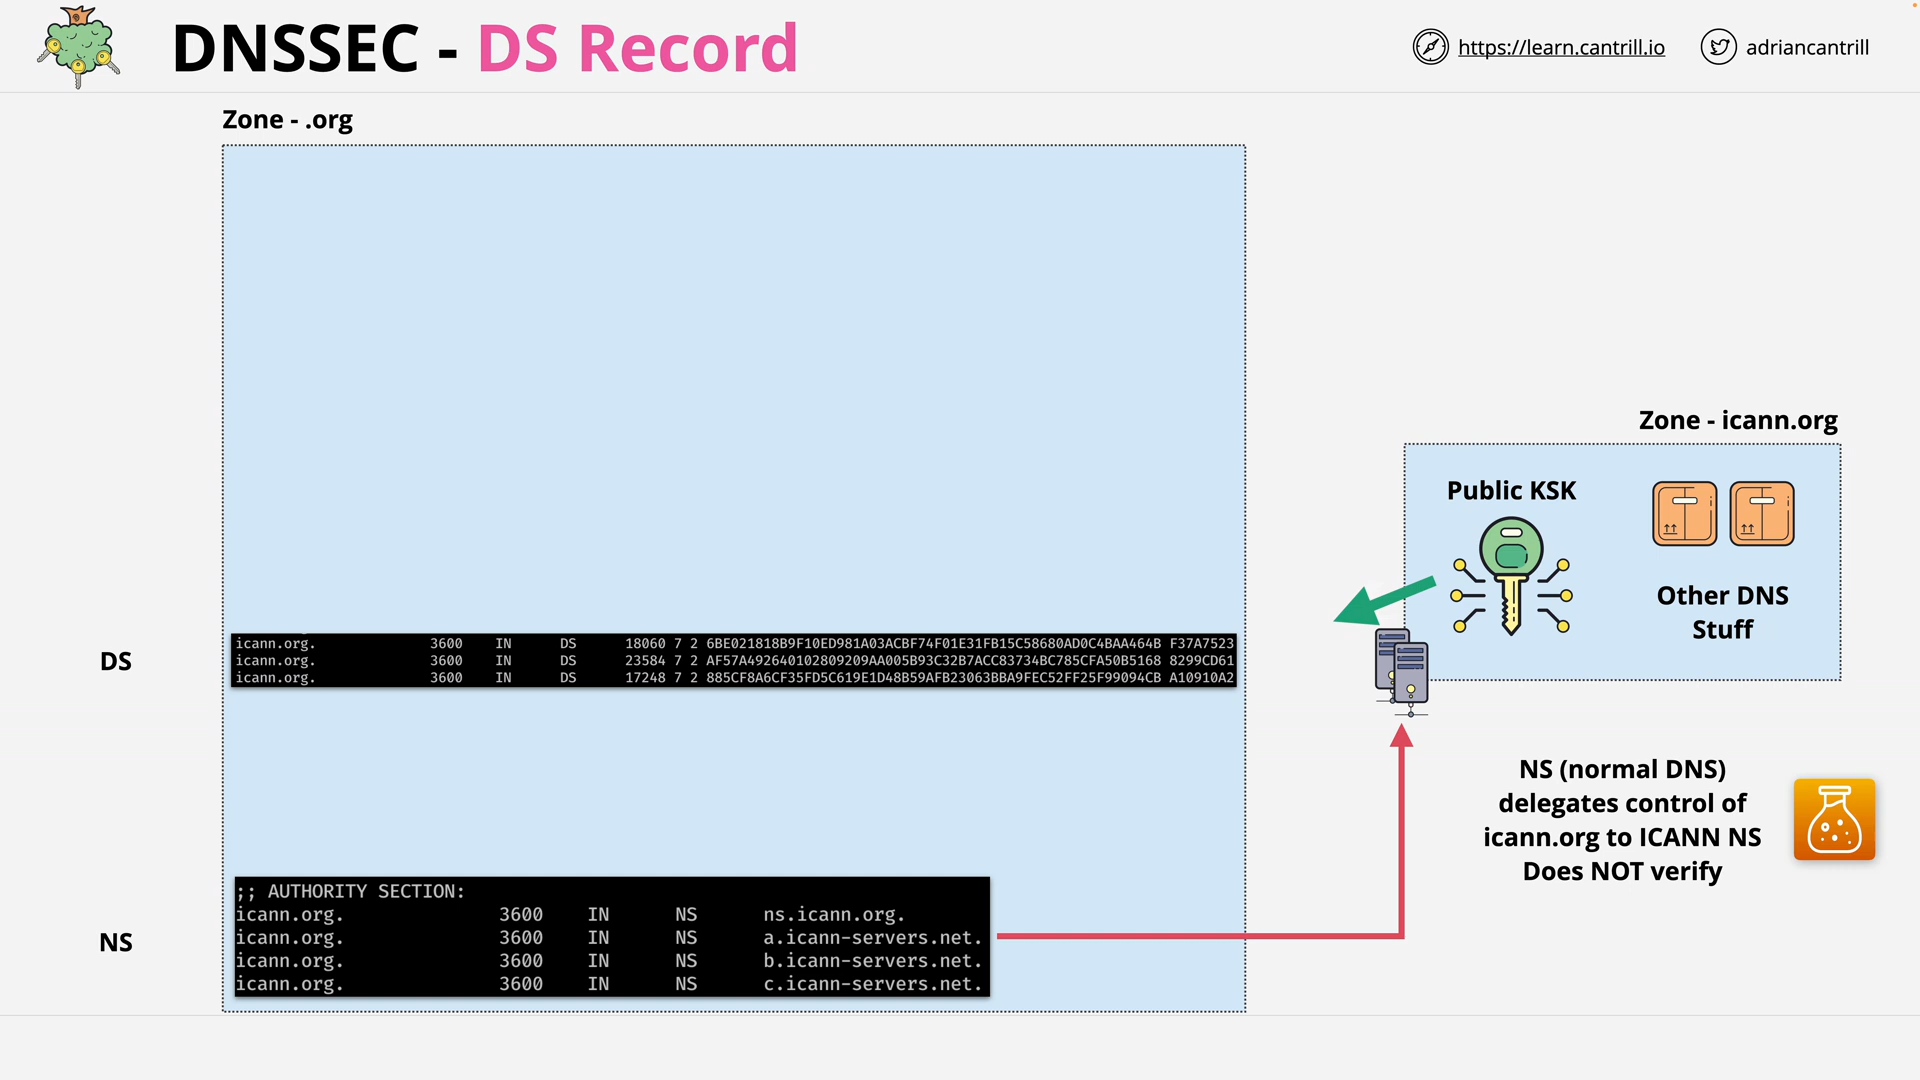 DNSSEC - DS Record
https://learn.cantrill.io
adriancantrill
Zone - .org
Zone - icann.org
Public KSK
Other DNS
Stuff
DS
icann.org. 3600 IN DS 18060 7 2 6BE021818B9F10ED981A03ACBF74F01E31FB15C58680AD0C4BAA464B F37A7523
icann.org. 3600 IN DS 23584 7 2 AF57A492640102809209AA005B93C32B7ACC83734BC785CFA50B5168 8299CD61
icann.org. 3600 IN DS 17248 7 2 885CF8A6CF35FD5C619E1D48B59AFB23063BBA9FEC52FF25F99094CB A10910A2
NS (normal DNS)
delegates control of
icann.org to ICANN NS
Does NOT verify
NS
;; AUTHORITY SECTION:
icann.org. 3600 IN NS ns.icann.org.
icann.org. 3600 IN NS a.icann-servers.net.
icann.org. 3600 IN NS b.icann-servers.net.
icann.org. 3600 IN NS c.icann-servers.net.